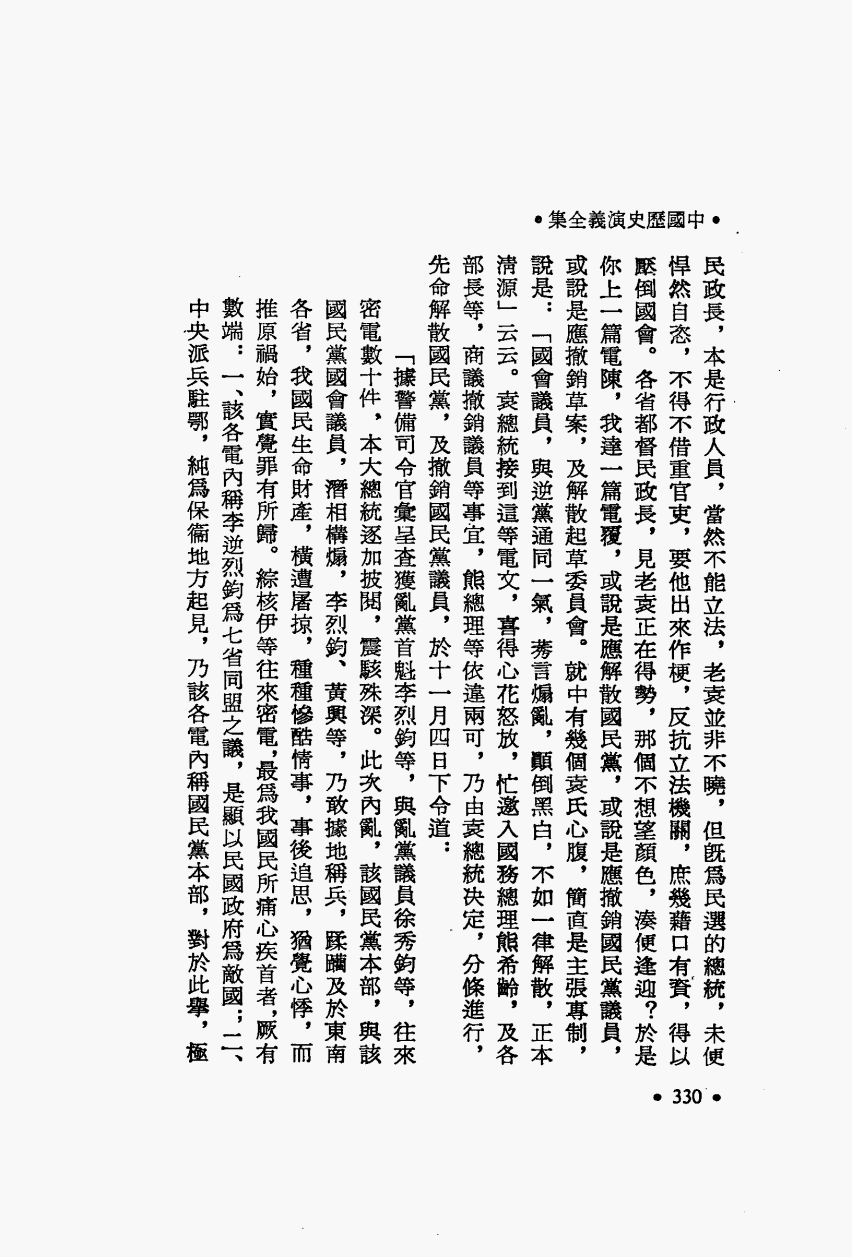 •中國歷史演義全集•
民政長，本是行政人員，當然不能立法，老袁並非不曉，但旣爲民選的總統，未便
悍然自恣，不得不借重官吏，要他出來作梗，反抗立法機關，庶幾藉口有資，得以
壓倒國會。各省都督民政長，見老袁正在得勢，那個不想望顏色，湊便逢迎？於是
你上一篇電陳，我達一篇電覆，或說是應解散國民黨，或說是應撤銷國民黨議員，
或說是應撤銷草案，及解散起草委員會。就中有幾個袁氏心腹，簡直是主張專制，
說是：「國會議員，與逆黨通同一氣，莠言煽亂，顚倒黑白，不如一律解散，正本
清源」云云。袁總統接到這等電文，喜得心花怒放，忙邀入國務總理熊希齡，及各
部長等，商議撤銷議員等事宜，熊總理等依違兩可，乃由袁總統決定，分條進行，
先命解散國民黨，及撤銷國民黨議員，於十一月四日下令道：
「據警備司令官彙呈查獲亂黨首魁李烈鈞等，與亂黨議員徐秀鈞等，往來
密電數十件，本大總統逐加披閱，震駭殊深。此次內亂，該國民黨本部，與該
國民黨國會議員，潛相構煽，李烈鈞、黃興等，乃敢據地稱兵，蹂躪及於東南
各省，我國民生命財產，橫遭屠掠，種種慘酷情事，事後追思，猶覺心悸，而
推原禍始，實覺罪有所歸。綜核伊等往來密電，最爲我國民所痛心疾首者，厥有
數端：一、該各電內稱李逆烈鈞爲七省同盟之議，是顯以民國政府爲敵國；二、
中央派兵駐鄂，純爲保衞地方起見，乃該各電內稱國民黨本部，對於此舉，極
•330•